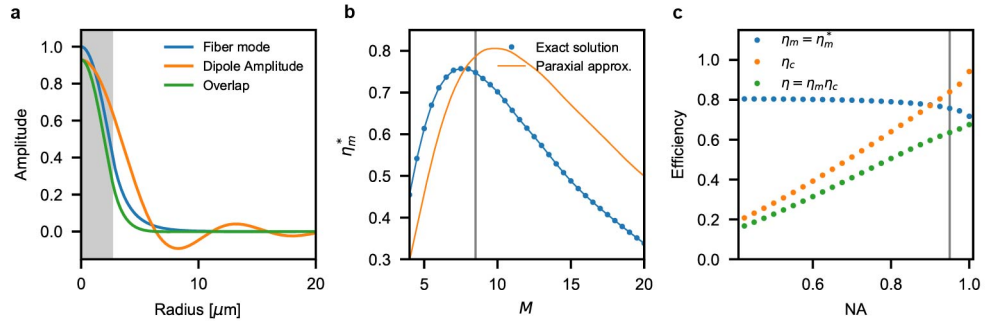 a
Amplitude
1.0
0.8
0.6
0.4
0.2
0.0
Fiber mode
Dipole Amplitude
Overlap
0
10
20
Radius [μm]
b
η*m
0.8
0.7
0.6
0.5
0.4
0.3
Exact solution
Paraxial approx.
5
10
15
20
M
c
Efficiency
1.0
0.8
0.6
0.4
0.2
0.0
ηm = η*m
ηc
η = ηmηc
0.6
0.8
1.0
NA